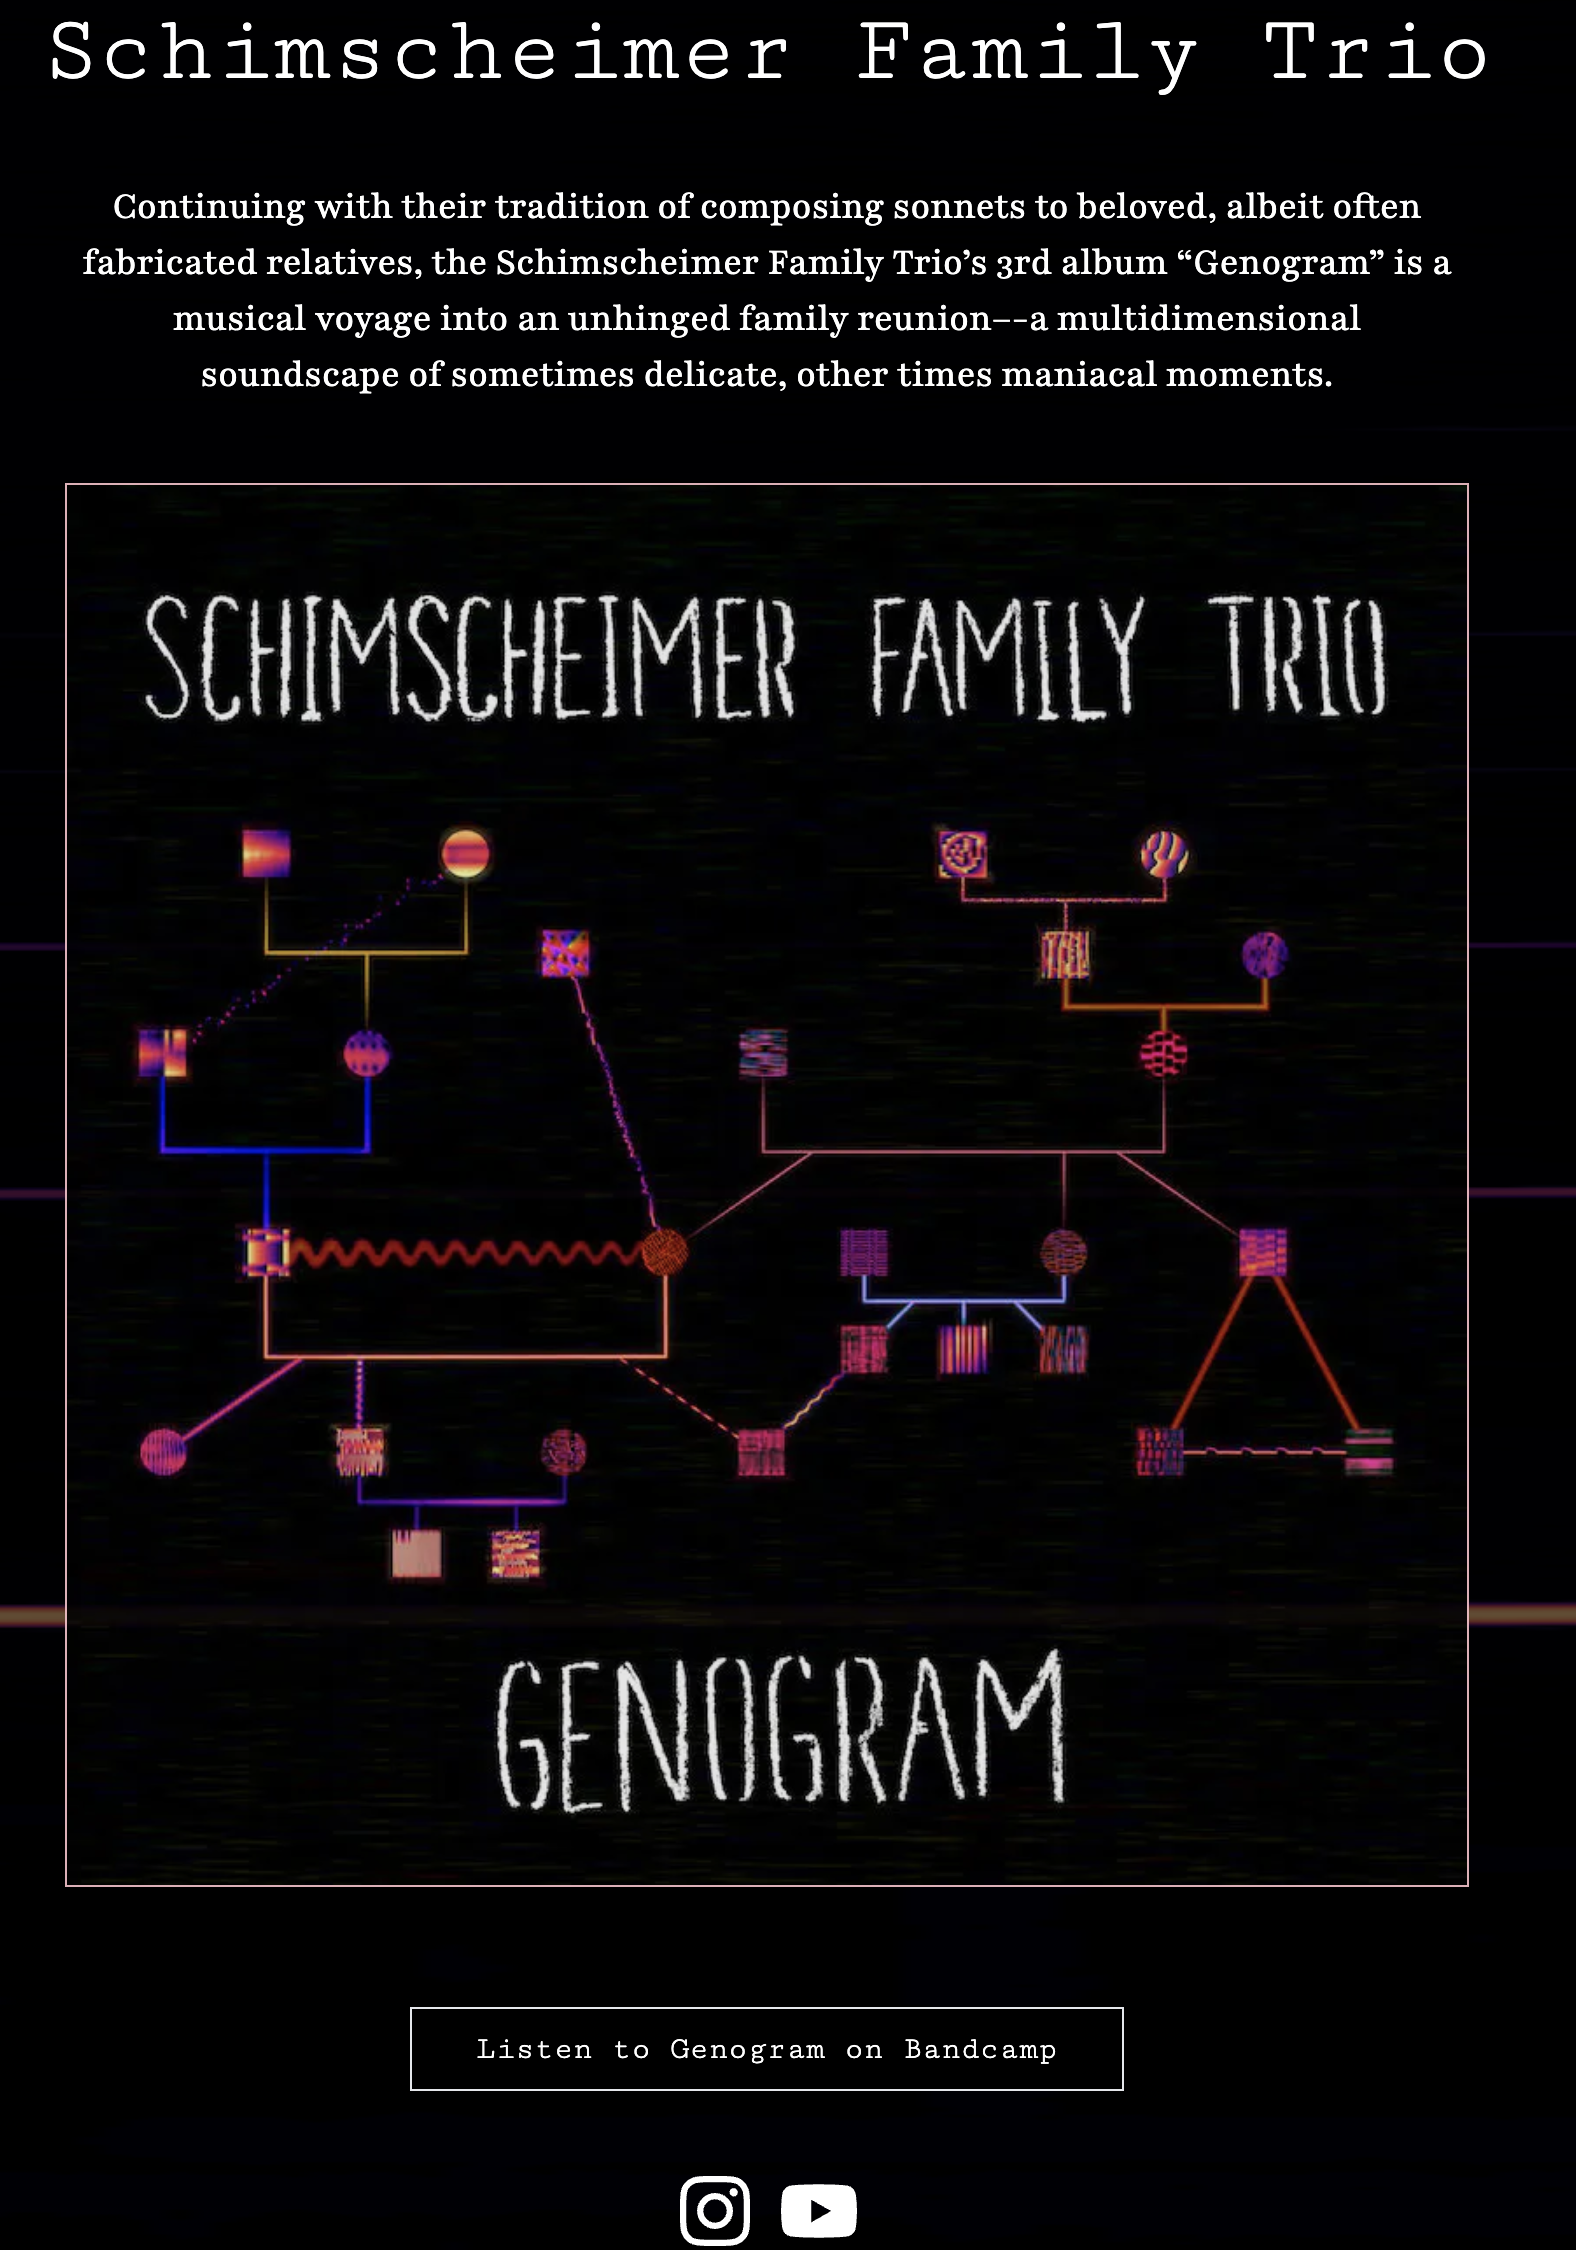 Schimscheimer Family Trio
Continuing with their tradition of composing sonnets to beloved, albeit often
fabricated relatives, the Schimscheimer Family Trio’s 3rd album “Genogram” is a
musical voyage into an unhinged family reunion--a multidimensional
soundscape of sometimes delicate, other times maniacal moments.
SCHIMSCHEIMER FAMILY TRIO
GENOGRAM
Listen to Genogram on Bandcamp